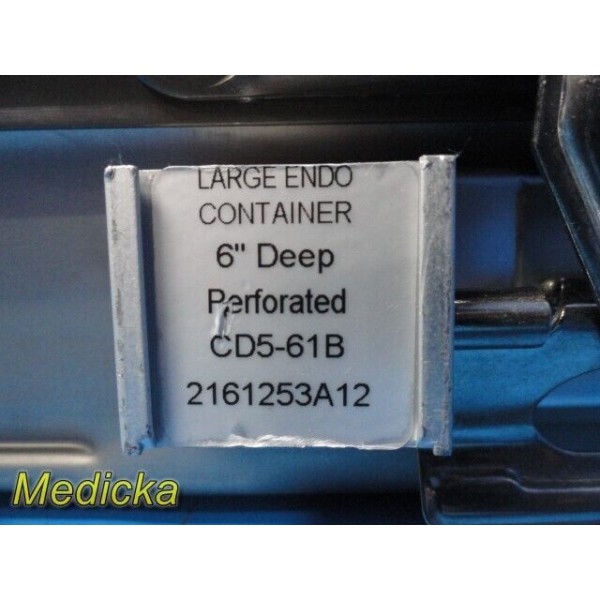 LARGE ENDO
CONTAINER
6" Deep
Perforated
CD5-61B
2161253A12
Medicka